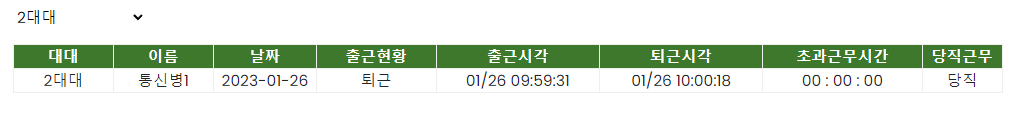 2대대
대대 이름 날짜 출근현황 출근시각 퇴근시각 초과근무시간 당직근무
2대대 통신병1 2023-01-26 퇴근 01/26 09:59:31 01/26 10:00:18 00 : 00 : 00 당직